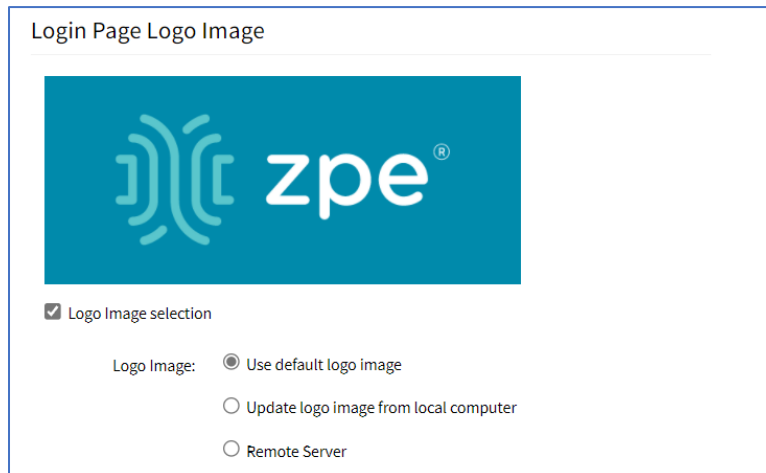 Login Page Logo Image
zpe®
Logo Image selection
Logo Image: Use default logo image
Update logo image from local computer
Remote Server